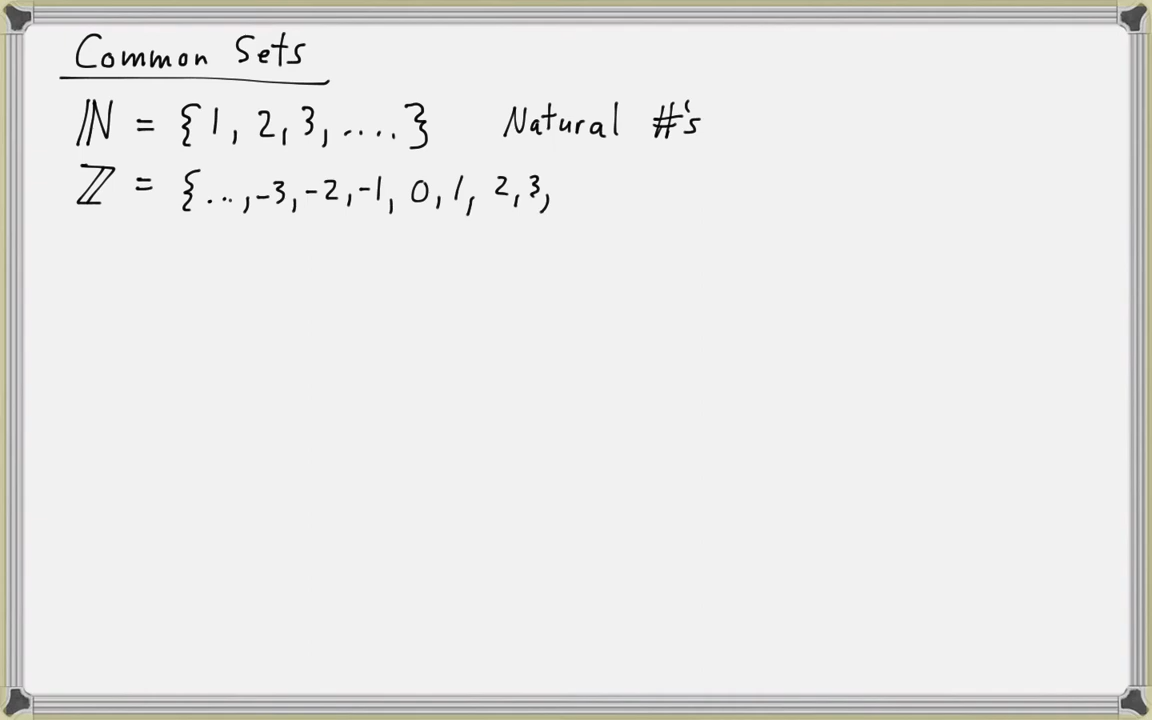 Common Sets
ℕ = {1, 2, 3, ....} Natural #'s
ℤ = {..., -3, -2, -1, 0, 1, 2, 3,